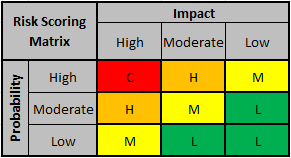 Risk Scoring Matrix Impact
High Moderate Low
Probability High C H M
Moderate H M L
Low M L L